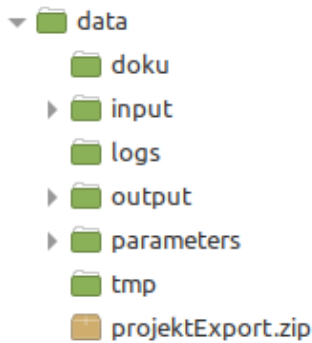 data
doku
input
logs
output
parameters
tmp
projektExport.zip